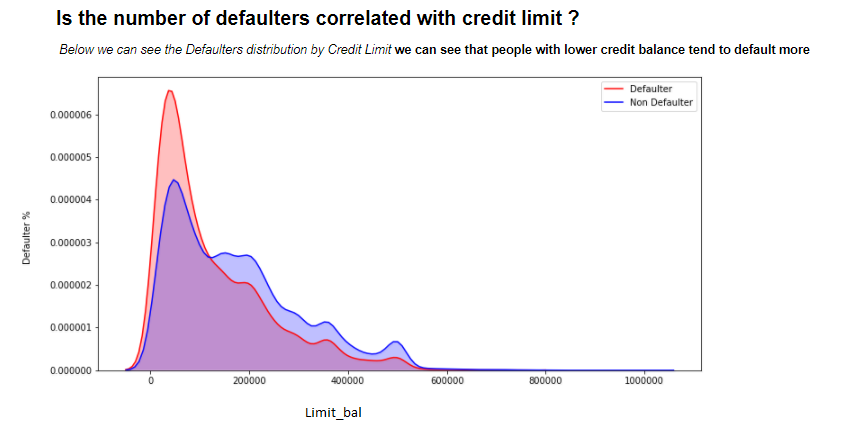 Is the number of defaulters correlated with credit limit ?
Below we can see the Defaulters distribution by Credit Limit we can see that people with lower credit balance tend to default more
Defaulter
Non Defaulter
0.000006
0.000005
0.000004
0.000003
0.000002
0.000001
0.000000
Defaulter %
0 200000 400000 600000 800000 1000000
Limit_bal